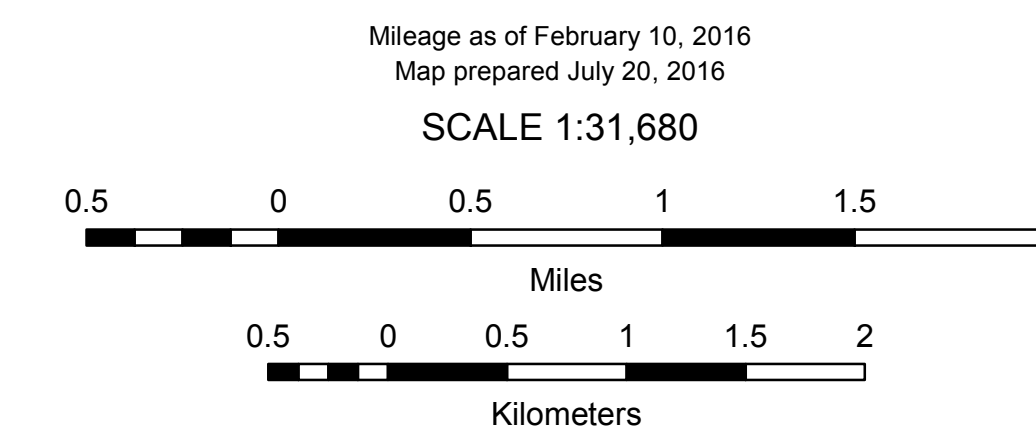 Mileage as of February 10, 2016
Map prepared July 20, 2016
SCALE 1:31,680
0.5 0 0.5 1 1.5
Miles
0.5 0 0.5 1 1.5 2
Kilometers